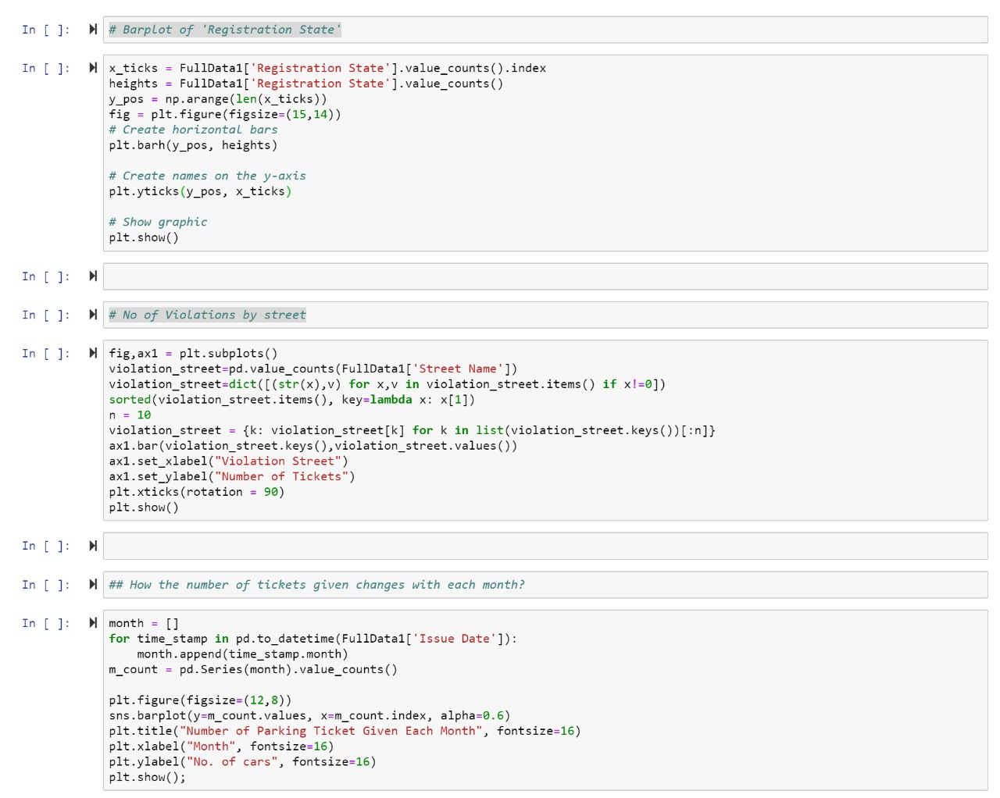 In [ ]: # Barplot of 'Registration State'
In [ ]: x_ticks = FullData1['Registration State'].value_counts().index
heights = FullData1['Registration State'].value_counts()
y_pos = np.arange(len(x_ticks))
fig = plt.figure(figsize=(15,14))
# Create horizontal bars
plt.barh(y_pos, heights)
# Create names on the y-axis
plt.yticks(y_pos, x_ticks)
# Show graphic
plt.show()
In [ ]:
In [ ]: # No of Violations by street
In [ ]: fig,ax1 = plt.subplots()
violation_street=pd.value_counts(FullData1['Street Name'])
violation_street=dict([(str(x),v) for x,v in violation_street.items() if x!=0])
sorted(violation_street.items(), key=lambda x: x[1])
n = 10
violation_street = {k: violation_street[k] for k in list(violation_street.keys())[:n]}
ax1.bar(violation_street.keys(),violation_street.values())
ax1.set_xlabel("Violation Street")
ax1.set_ylabel("Number of Tickets")
plt.xticks(rotation = 90)
plt.show()
In [ ]:
In [ ]: ## How the number of tickets given changes with each month?
In [ ]: month = []
for time_stamp in pd.to_datetime(FullData1['Issue Date']):
    month.append(time_stamp.month)
m_count = pd.Series(month).value_counts()
plt.figure(figsize=(12,8))
sns.barplot(y=m_count.values, x=m_count.index, alpha=0.6)
plt.title("Number of Parking Ticket Given Each Month", fontsize=16)
plt.xlabel("Month", fontsize=16)
plt.ylabel("No. of cars", fontsize=16)
plt.show();